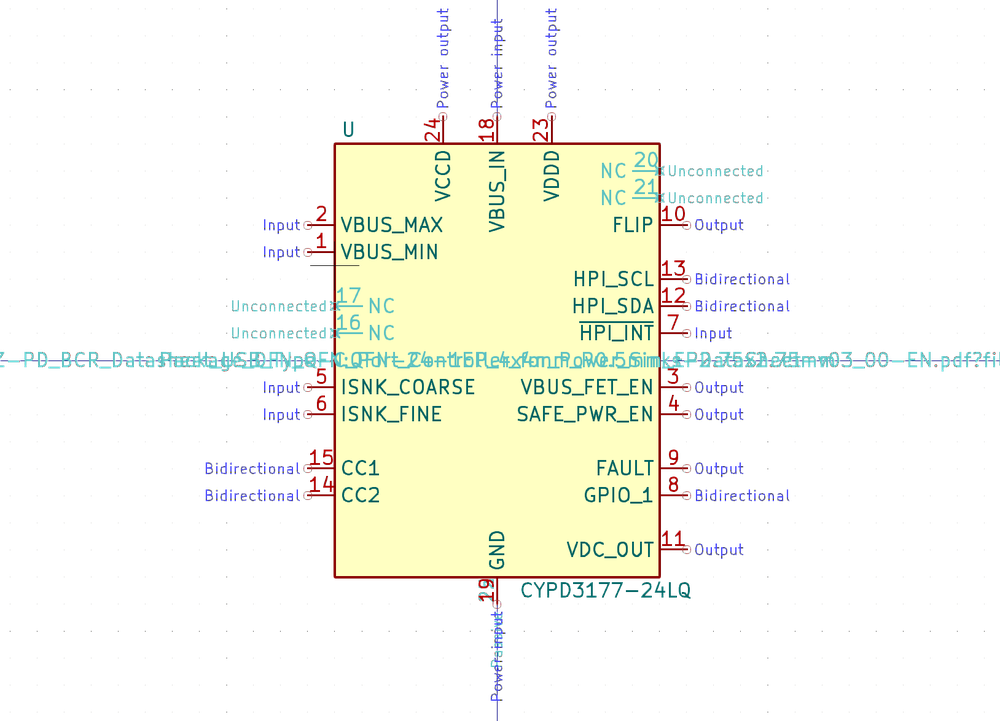 Power output
Power input
Power output
24
18
23
U
VCCD
VBUS_IN
VDDD
NC 20 Unconnected
NC 21 Unconnected
Input 2 VBUS_MAX
FLIP 10 Output
Input 1 VBUS_MIN
HPI_SCL 13 Bidirectional
Unconnected 17 NC
HPI_SDA 12 Bidirectional
Unconnected 16 NC
HPI_INT 7 Input
Input 5 ISNK_COARSE
VBUS_FET_EN 3 Output
Input 6 ISNK_FINE
SAFE_PWR_EN 4 Output
Bidirectional 15 CC1
FAULT 9 Output
Bidirectional 14 CC2
GPIO_1 8 Bidirectional
GND
VDC_OUT 11 Output
19
CYPD3177-24LQ
Power input